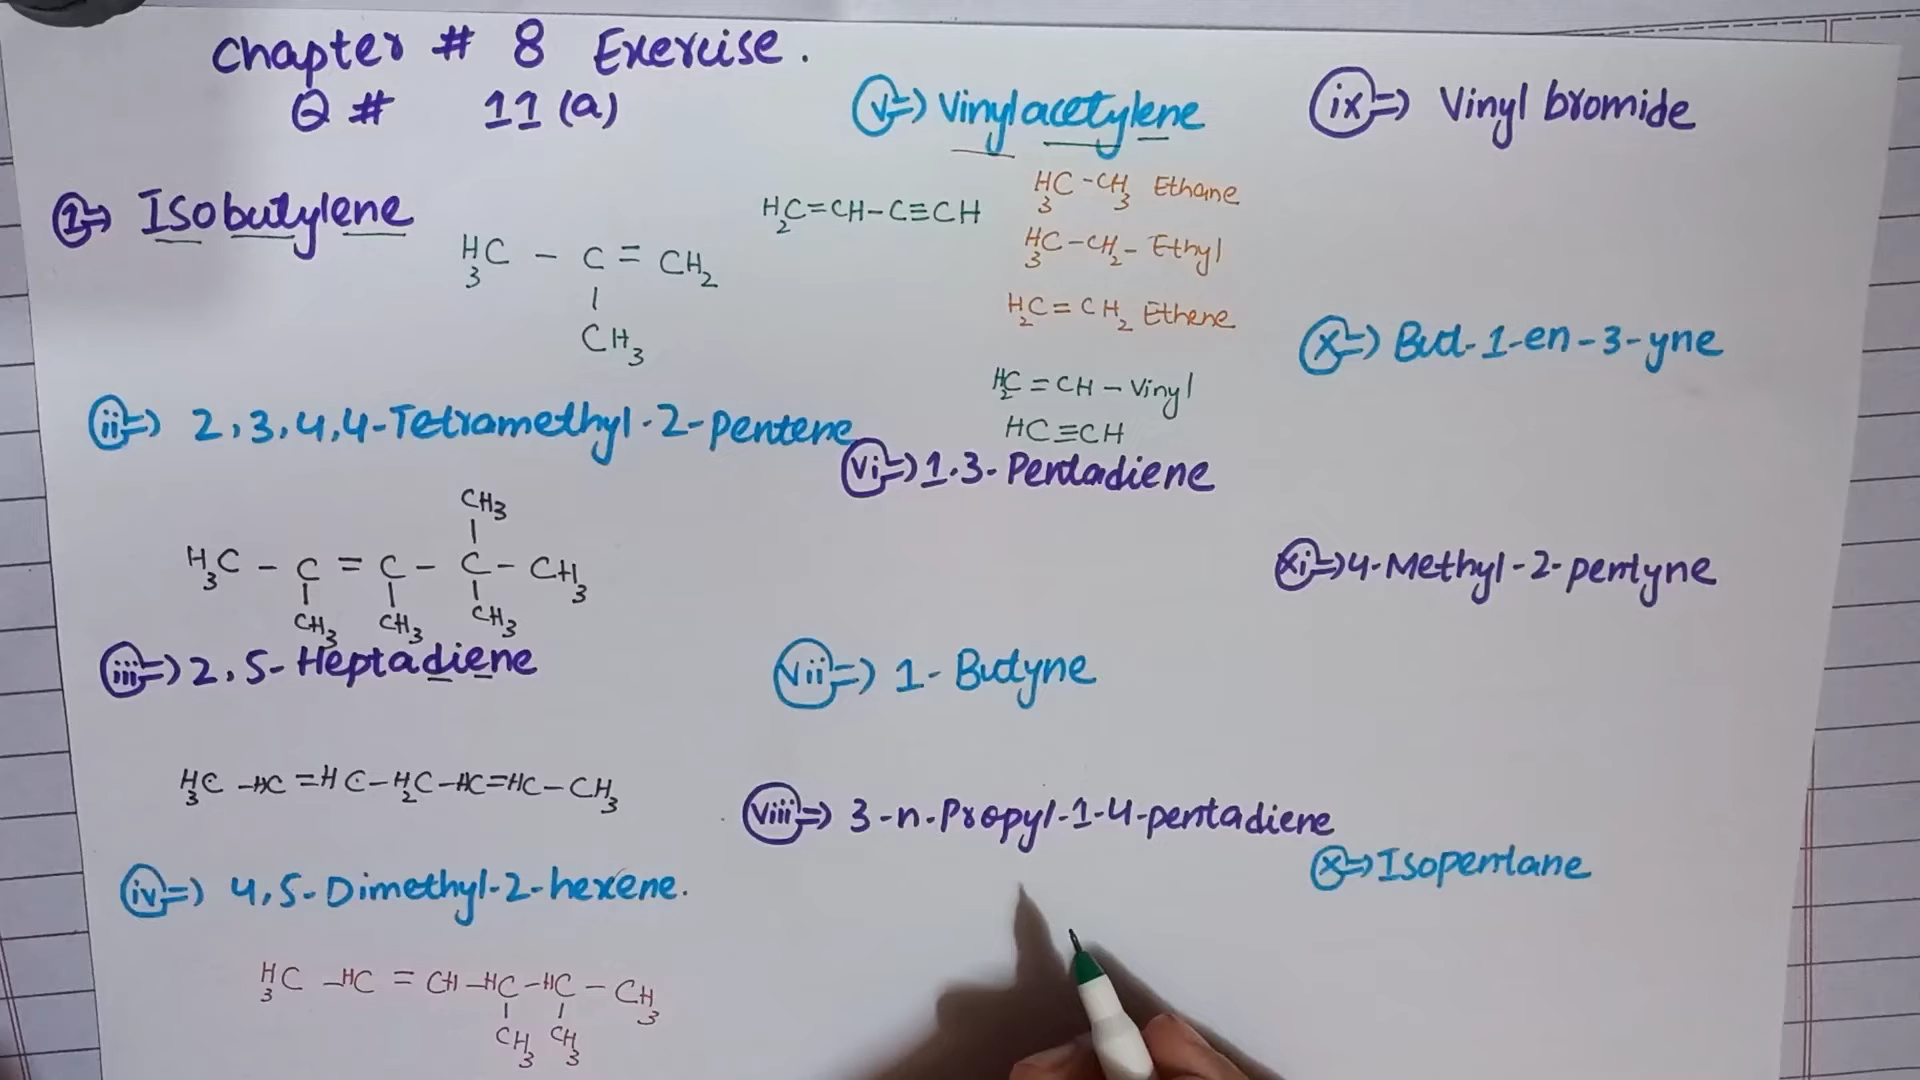 Chapter # 8 Exercise.
Q # 11 (a)
1 => Isobutylene
H3C - C = CH2
CH3
ii => 2,3,4,4-Tetramethyl-2-pentene
CH3
H3C - C = C - C - CH3
CH3 CH3 CH3
iii => 2,5-Heptadiene
H3C - HC = HC - H2C - HC = HC - CH3
iv => 4,5-Dimethyl-2-hexene.
H3C - HC = CH - HC - HC - CH3
CH3 CH3
v => Vinylacetylene
H2C=CH-C≡CH
H3C-CH3 Ethane
H3C-CH2- Ethyl
H2C=CH2 Ethene
H2C=CH- Vinyl
HC≡CH
vi => 1.3-Pentadiene
vii => 1-Butyne
viii => 3-n-Propyl-1-4-pentadiene
ix => Vinyl bromide
x => But-1-en-3-yne
xi => 4-Methyl-2-pentyne
x => Isopentane